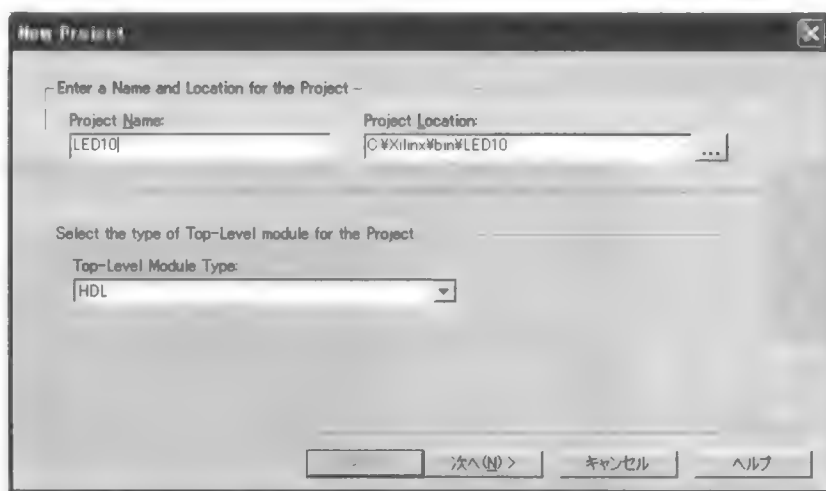 New Project
Enter a Name and Location for the Project
Project Name:
Project Location:
LED10
C:¥Xilinx¥bin¥LED10
...
Select the type of Top-Level module for the Project
Top-Level Module Type:
HDL
次へ(N) >
キャンセル
ヘルプ